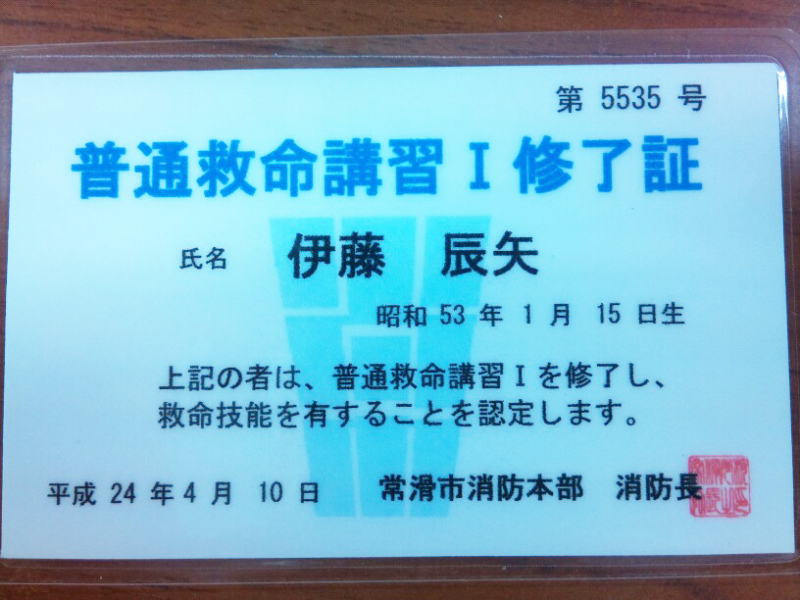 第 5535 号
普通救命講習Ⅰ修了証
氏名 伊藤 辰矢
昭和 53 年 1 月 15 日生
上記の者は、普通救命講習Ⅰを修了し、
救命技能を有することを認定します。
平成 24 年 4 月 10 日 常滑市消防本部 消防長